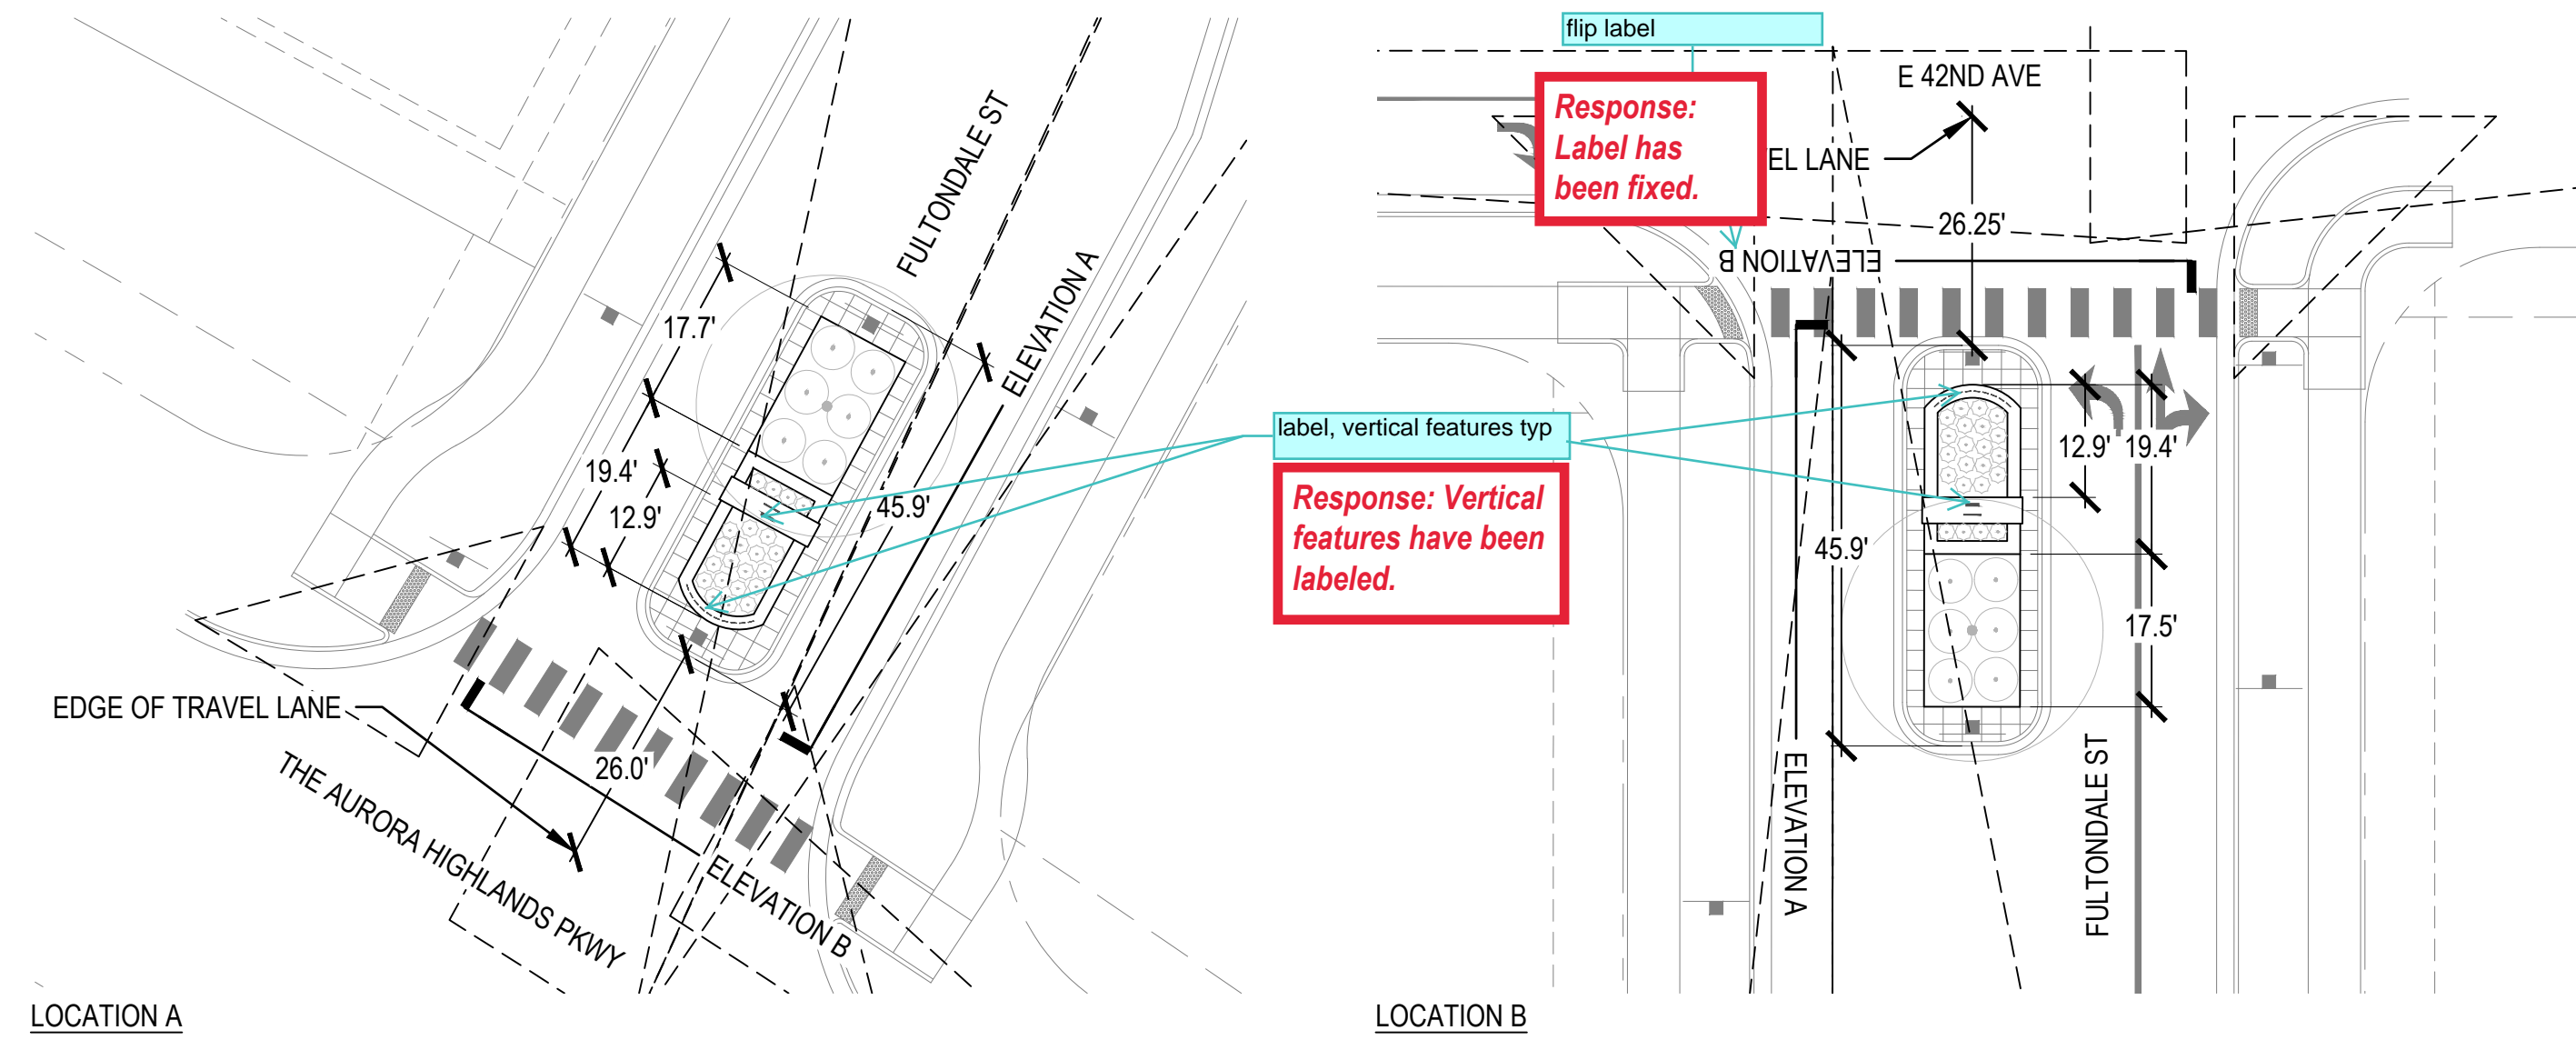 flip label
E 42ND AVE
Response:
Label has
been fixed.
EL LANE
26.25'
ELEVATION B
FULTONDALE ST
ELEVATION A
17.7'
19.4'
12.9'
45.9'
26.0'
EDGE OF TRAVEL LANE
THE AURORA HIGHLANDS PKWY
ELEVATION B
label, vertical features typ
Response: Vertical
features have been
labeled.
12.9'
19.4'
45.9'
17.5'
ELEVATION A
FULTONDALE ST
LOCATION A
LOCATION B